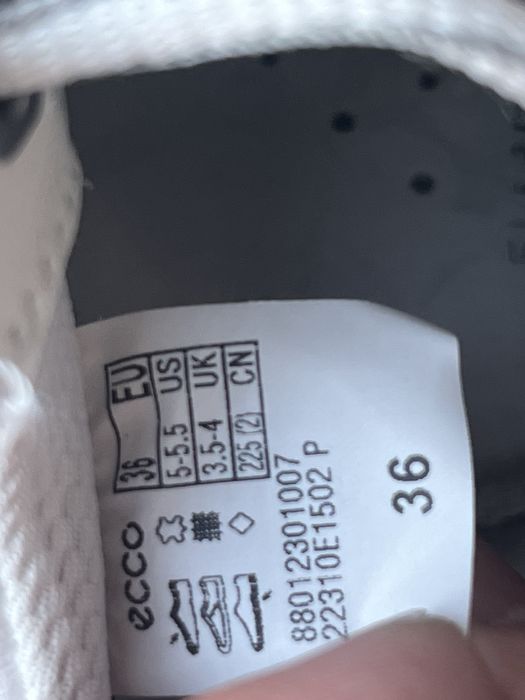 ecco
36 EU
5-5.5 US
3.5-4 UK
225 (2) CN
88012301007
22310E1502 P
36